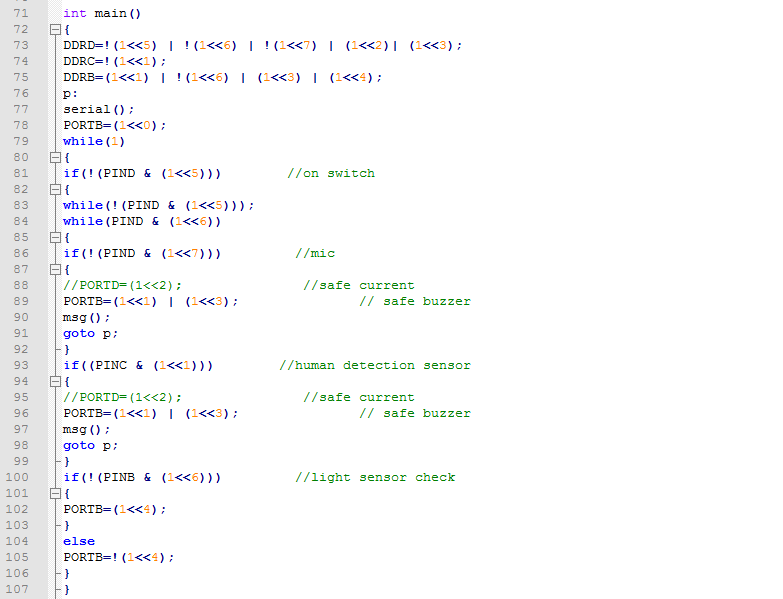 71 int main()
72 {
73 DDRD=!(1<<5) | !(1<<6) | !(1<<7) | (1<<2)| (1<<3);
74 DDRC=!(1<<1);
75 DDRB=(1<<1) | !(1<<6) | (1<<3) | (1<<4);
76 p:
77 serial();
78 PORTB=(1<<0);
79 while(1)
80 {
81 if(!(PIND & (1<<5))) //on switch
82 {
83 while(!(PIND & (1<<5)));
84 while(PIND & (1<<6))
85 {
86 if(!(PIND & (1<<7))) //mic
87 {
88 //PORTD=(1<<2); //safe current
89 PORTB=(1<<1) | (1<<3); // safe buzzer
90 msg();
91 goto p;
92 }
93 if((PINC & (1<<1))) //human detection sensor
94 {
95 //PORTD=(1<<2); //safe current
96 PORTB=(1<<1) | (1<<3); // safe buzzer
97 msg();
98 goto p;
99 }
100 if(!(PINB & (1<<6))) //light sensor check
101 {
102 PORTB=(1<<4);
103 }
104 else
105 PORTB=!(1<<4);
106 }
107 }